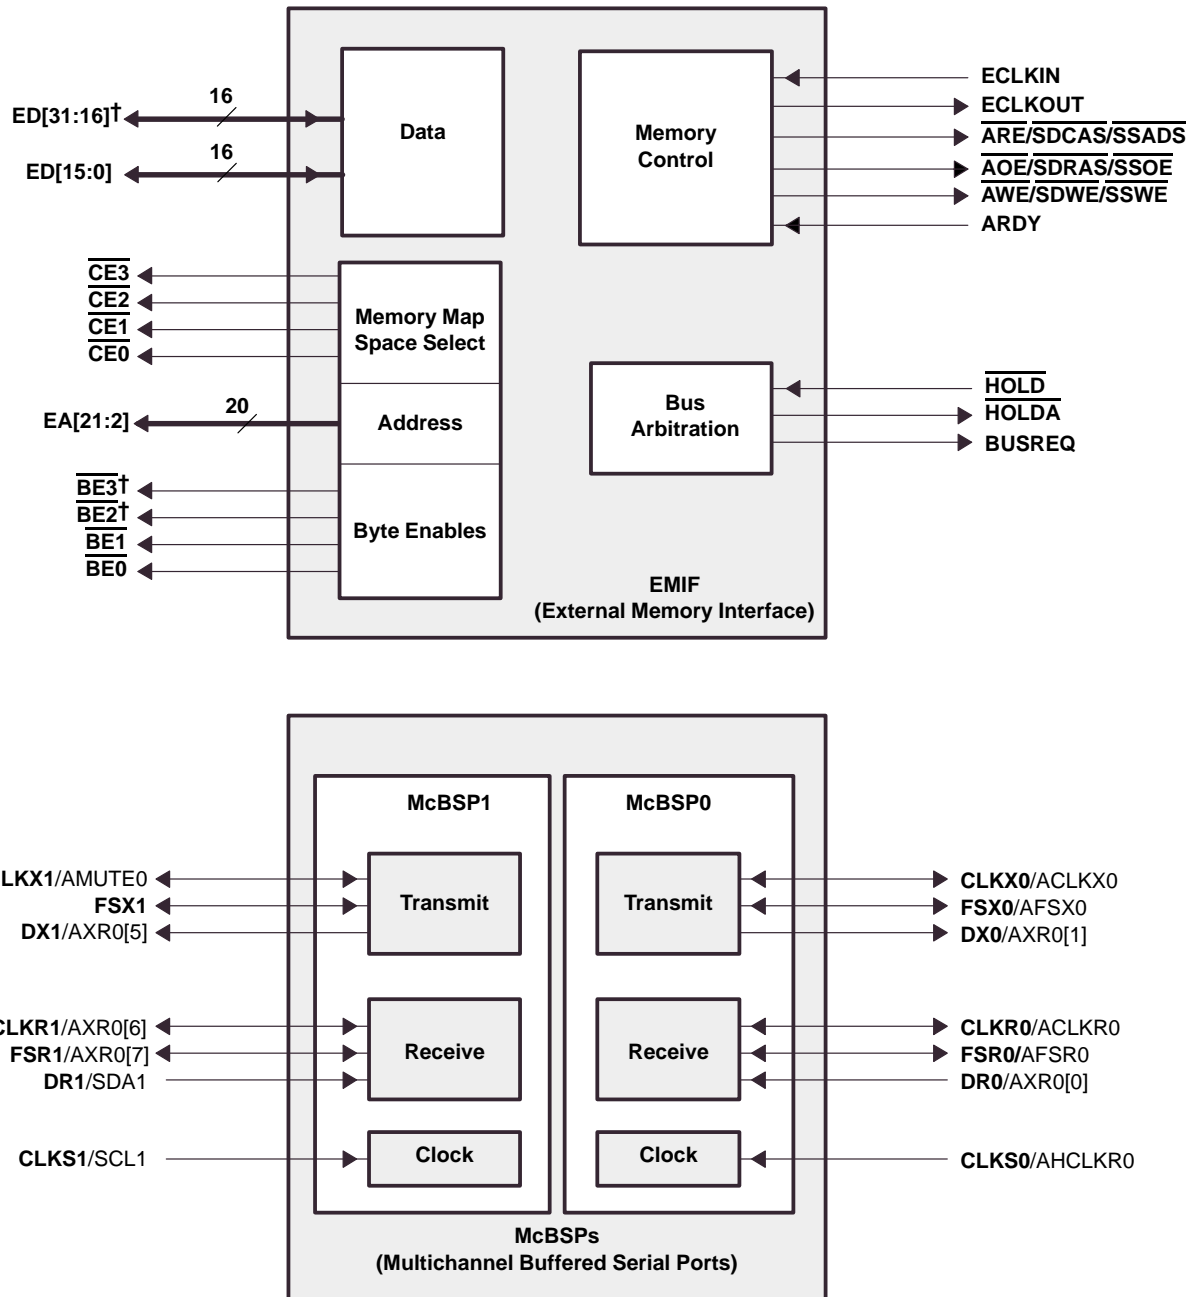 ED[31:16]†
16
ED[15:0]
16
Data
Memory
Control
ECLKIN
ECLKOUT
ARE/SDCAS/SSADS
AOE/SDRAS/SSOE
AWE/SDWE/SSWE
ARDY
CE3
CE2
CE1
CE0
Memory Map
Space Select
EA[21:2]
20
Address
BE3†
BE2†
BE1
BE0
Byte Enables
Bus
Arbitration
HOLD
HOLDA
BUSREQ
EMIF
(External Memory Interface)
McBSP1
McBSP0
LKX1/AMUTE0
FSX1
DX1/AXR0[5]
Transmit
Transmit
CLKX0/ACLKX0
FSX0/AFSX0
DX0/AXR0[1]
CLKR1/AXR0[6]
FSR1/AXR0[7]
DR1/SDA1
Receive
Receive
CLKR0/ACLKR0
FSR0/AFSR0
DR0/AXR0[0]
CLKS1/SCL1
Clock
Clock
CLKS0/AHCLKR0
McBSPs
(Multichannel Buffered Serial Ports)